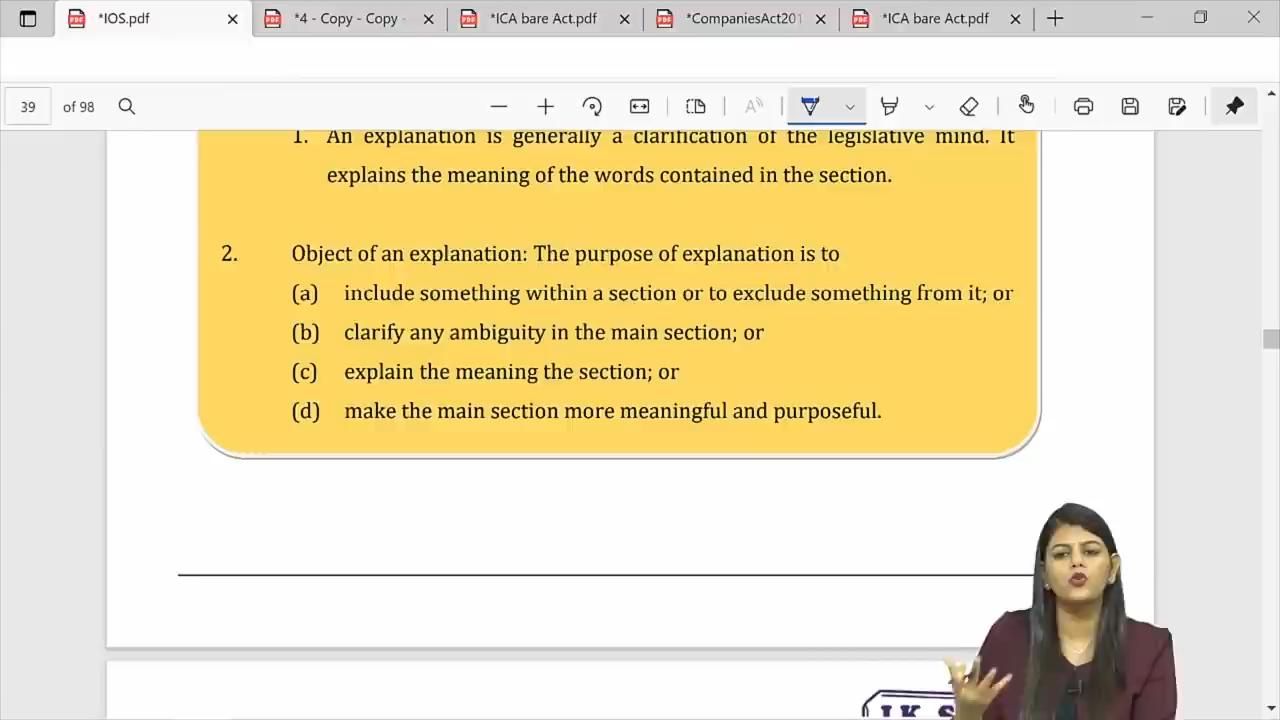 *IOS.pdf
*4 - Copy - Copy -
*ICA bare Act.pdf
*CompaniesAct201
*ICA bare Act.pdf
39 of 98
1. An explanation is generally a clarification of the legislative mind. It
explains the meaning of the words contained in the section.
2. Object of an explanation: The purpose of explanation is to
(a) include something within a section or to exclude something from it; or
(b) clarify any ambiguity in the main section; or
(c) explain the meaning the section; or
(d) make the main section more meaningful and purposeful.